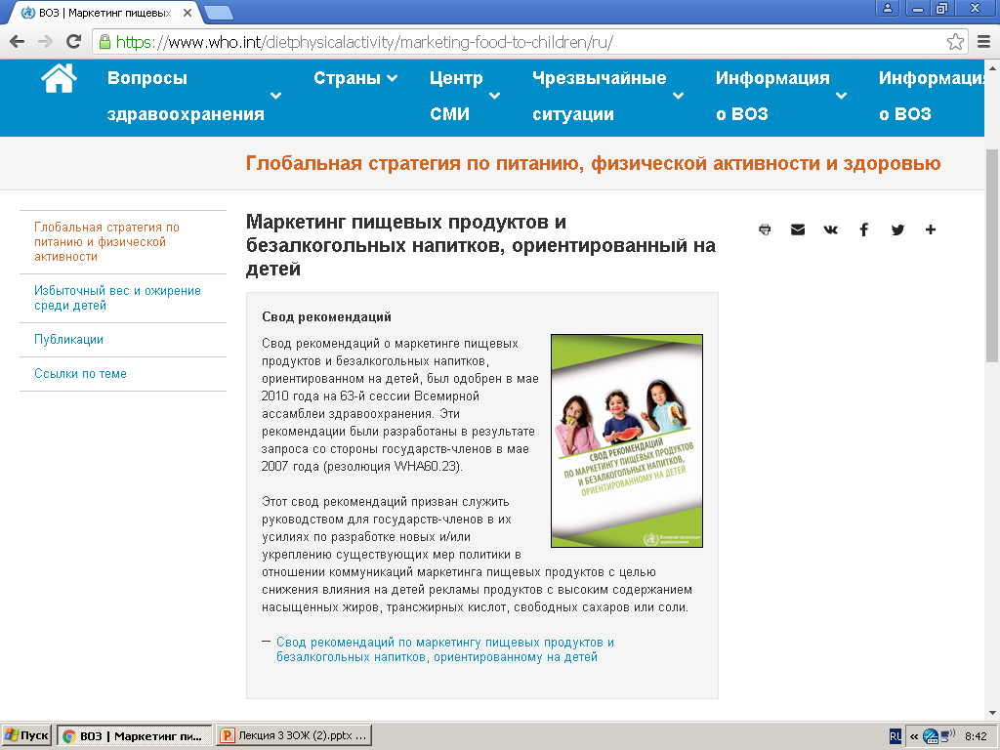 ВОЗ | Маркетинг пищевых
https://www.who.int/dietphysicalactivity/marketing-food-to-children/ru/
Вопросы здравоохранения
Страны
Центр СМИ
Чрезвычайные ситуации
Информация о ВОЗ
Информация о ВОЗ
Глобальная стратегия по питанию, физической активности и здоровью
Глобальная стратегия по
питанию и физической
активности
Избыточный вес и ожирение
среди детей
Публикации
Ссылки по теме
Маркетинг пищевых продуктов и
безалкогольных напитков, ориентированный на
детей
Свод рекомендаций
Свод рекомендаций о маркетинге пищевых
продуктов и безалкогольных напитков,
ориентированном на детей, был одобрен в мае
2010 года на 63-й сессии Всемирной
ассамблеи здравоохранения. Эти
рекомендации были разработаны в результате
запроса со стороны государств-членов в мае
2007 года (резолюция WHA60.23).
Этот свод рекомендаций призван служить
руководством для государств-членов в их
усилиях по разработке новых и/или
укреплению существующих мер политики в
отношении коммуникаций маркетинга пищевых продуктов с целью
снижения влияния на детей рекламы продуктов с высоким содержанием
насыщенных жиров, трансжирных кислот, свободных сахаров или соли.
— Свод рекомендаций по маркетингу пищевых продуктов и
безалкогольных напитков, ориентированному на детей
СВОД РЕКОМЕНДАЦИЙ
ПО МАРКЕТИНГУ ПИЩЕВЫХ ПРОДУКТОВ
И БЕЗАЛКОГОЛЬНЫХ НАПИТКОВ,
ОРИЕНТИРОВАННОМУ НА ДЕТЕЙ
Всемирная организация
здравоохранения
Пуск
ВОЗ | Маркетинг пи...
Лекция 3 ЗОЖ (2).pptx ...
RU
8:42